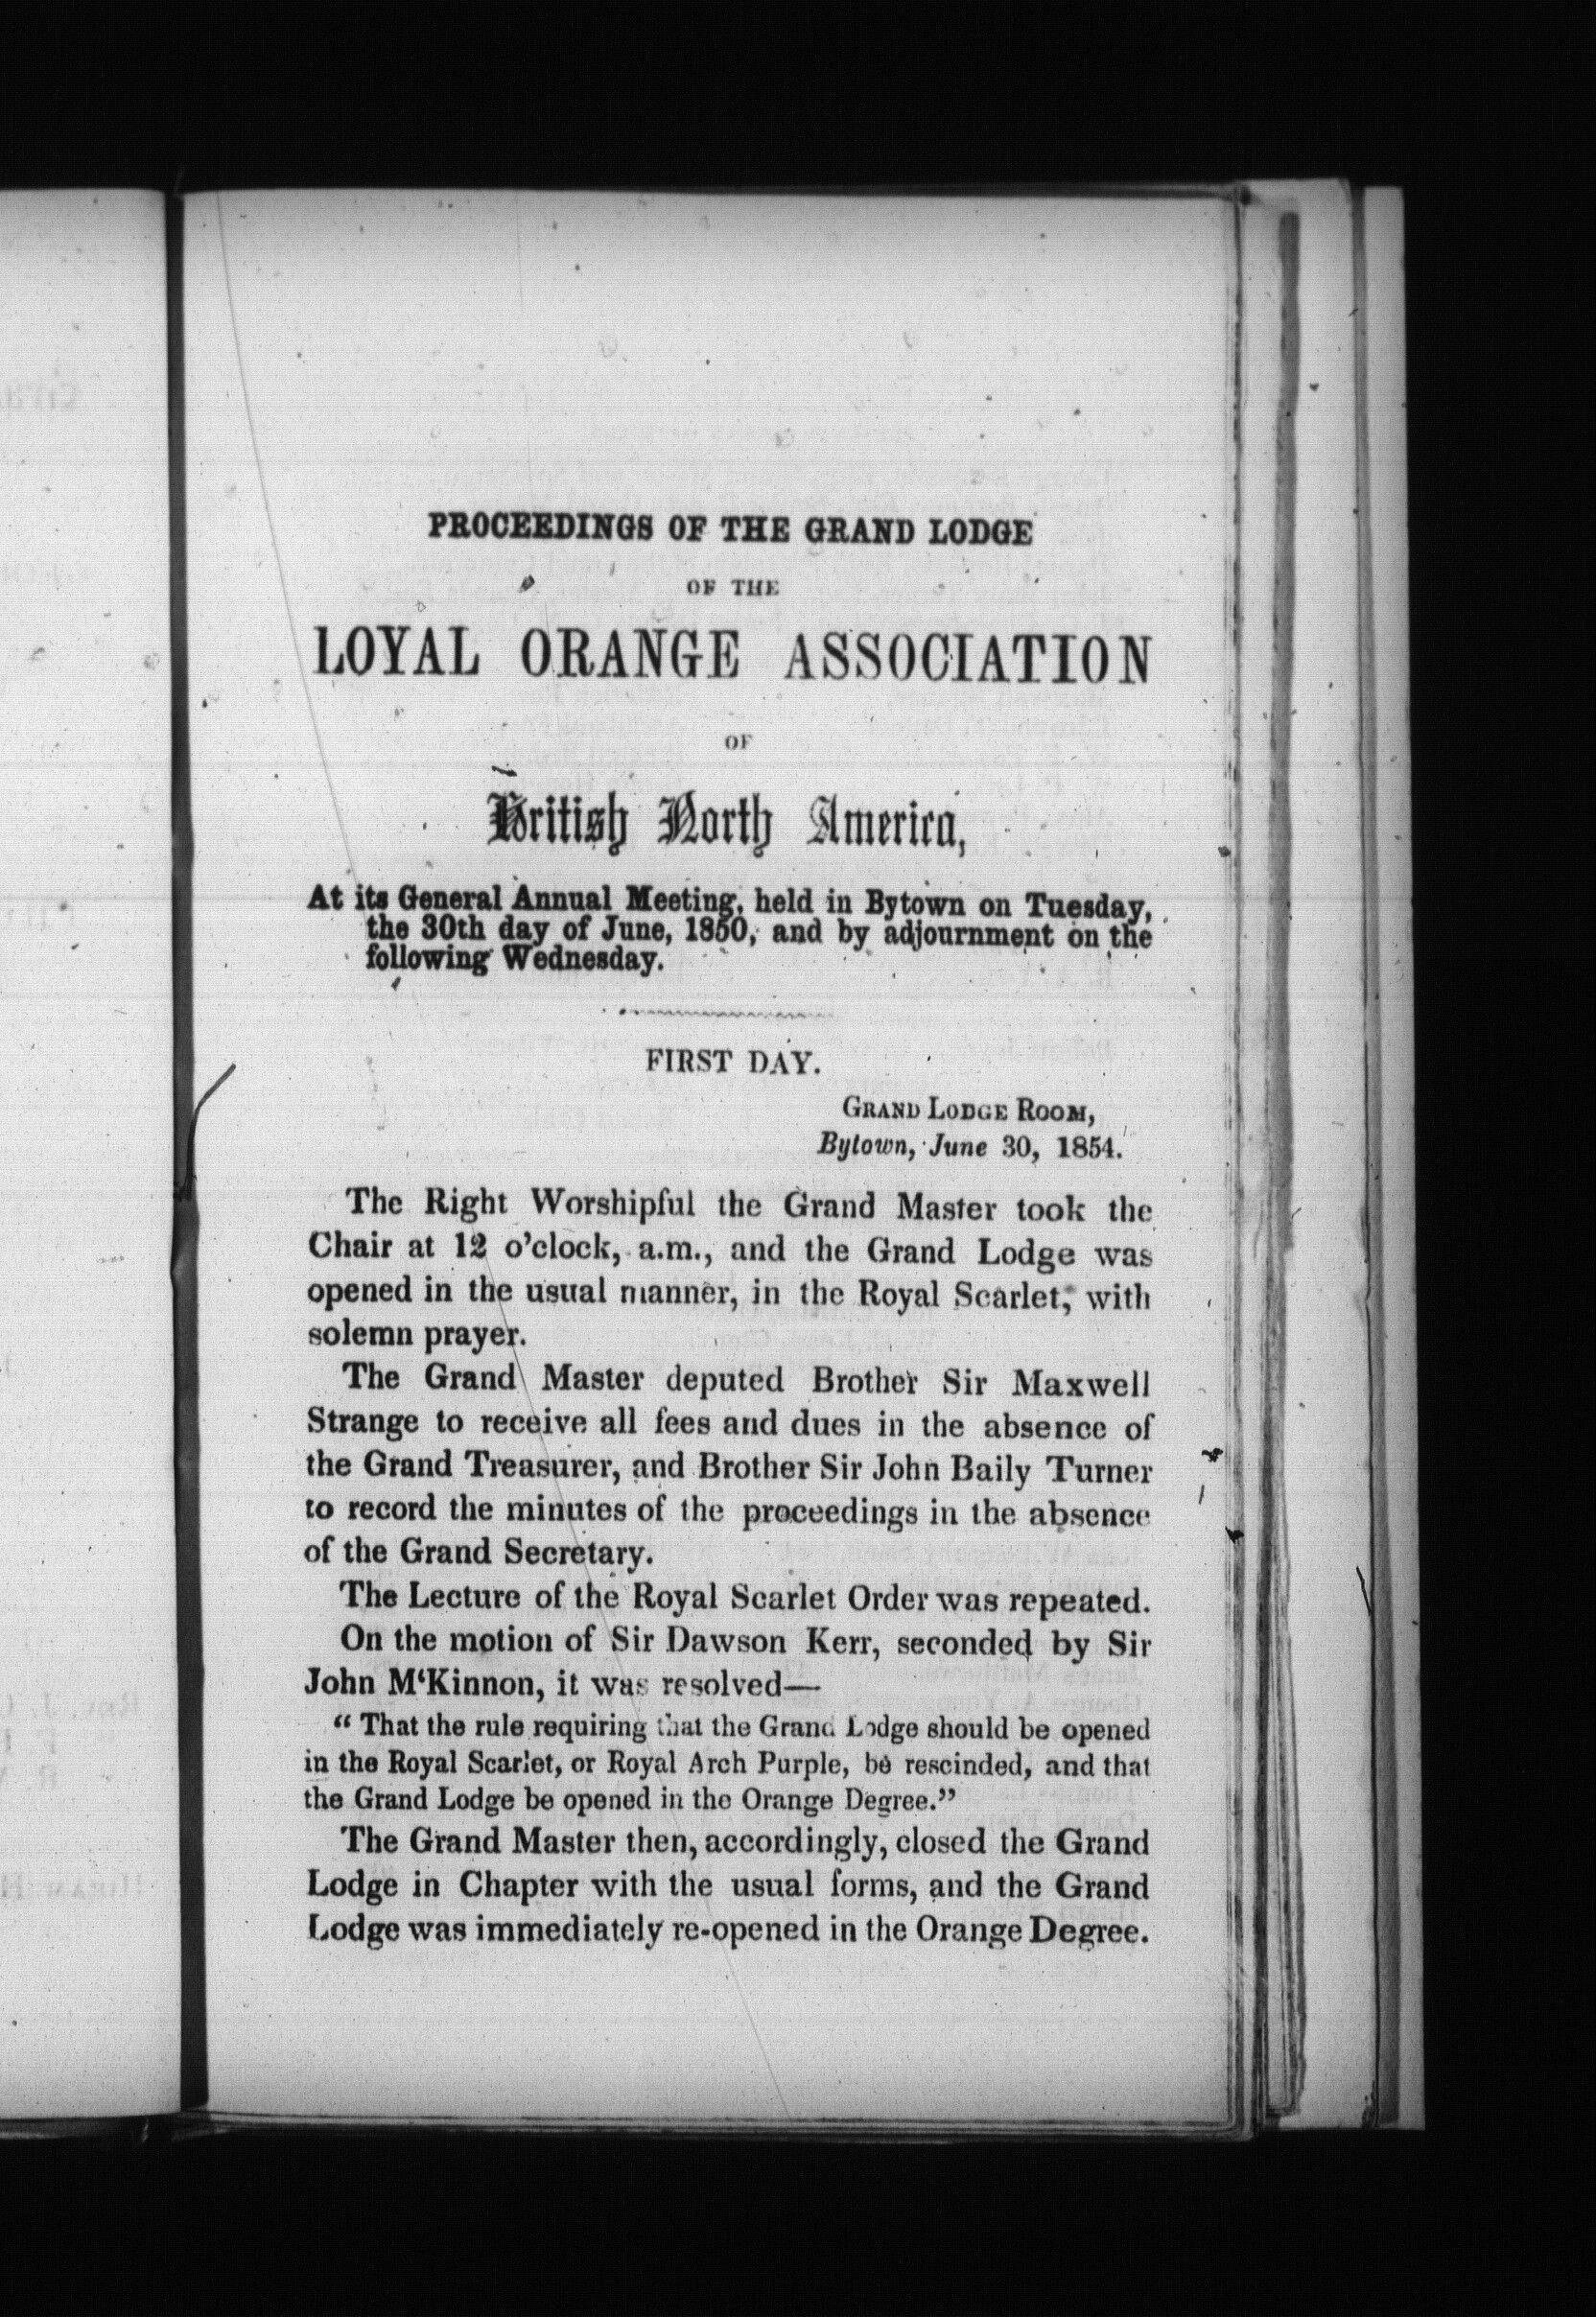 PROCEEDINGS OF THE GRAND LODGE
OF THE
LOYAL ORANGE ASSOCIATION
OF
British North America,
At its General Annual Meeting, held in Bytown on Tuesday,
the 30th day of June, 1850, and by adjournment on the
following Wednesday.
FIRST DAY.
GRAND LODGE ROOM,
Bytown, June 30, 1854.
The Right Worshipful the Grand Master took the
Chair at 12 o'clock, a.m., and the Grand Lodge was
opened in the usual manner, in the Royal Scarlet, with
solemn prayer.
The Grand Master deputed Brother Sir Maxwell
Strange to receive all fees and dues in the absence of
the Grand Treasurer, and Brother Sir John Baily Turner
to record the minutes of the proceedings in the absence
of the Grand Secretary.
The Lecture of the Royal Scarlet Order was repeated.
On the motion of Sir Dawson Kerr, seconded by Sir
John M‘Kinnon, it was resolved—
“ That the rule requiring that the Grand Lodge should be opened
in the Royal Scarlet, or Royal Arch Purple, be rescinded, and that
the Grand Lodge be opened in the Orange Degree.”
The Grand Master then, accordingly, closed the Grand
Lodge in Chapter with the usual forms, and the Grand
Lodge was immediately re-opened in the Orange Degree.